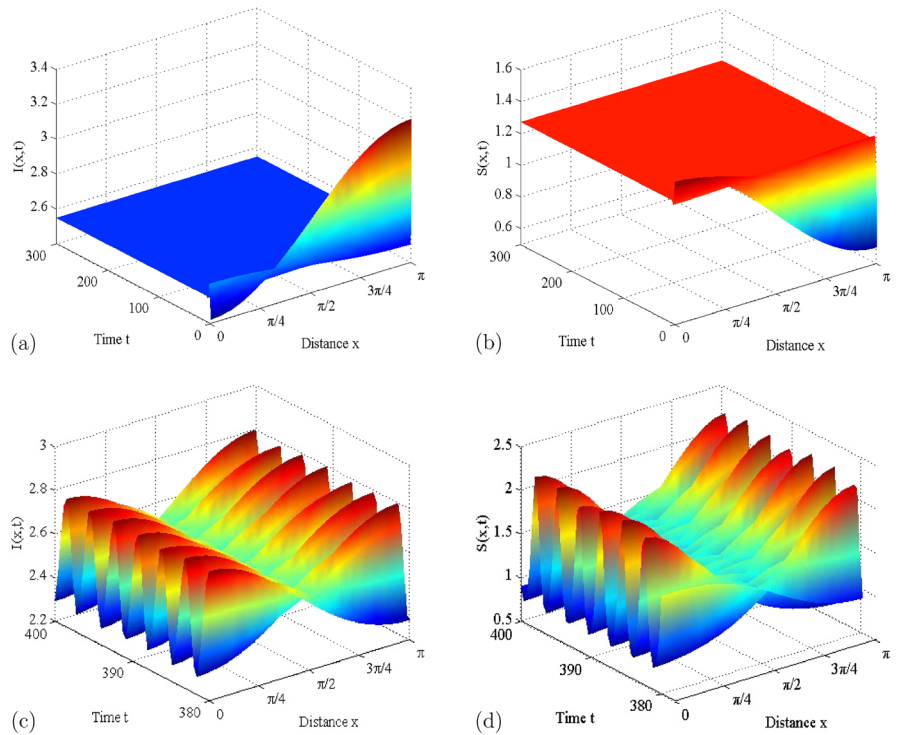 3.4
3.2
3
2.8
2.6
I(x,t)
300
200
100
0
Time t
0
π/4
π/2
3π/4
π
Distance x
(a)
1.6
1.4
1.2
1
0.8
0.6
S(x,t)
300
200
100
0
Time t
0
π/4
π/2
3π/4
π
Distance x
(b)
3
2.8
2.6
2.4
2.2
I(x,t)
400
390
380
Time t
0
π/4
π/2
3π/4
π
Distance x
(c)
2.5
2
1.5
1
0.5
S(x,t)
400
390
380
Time t
0
π/4
π/2
3π/4
π
Distance x
(d)